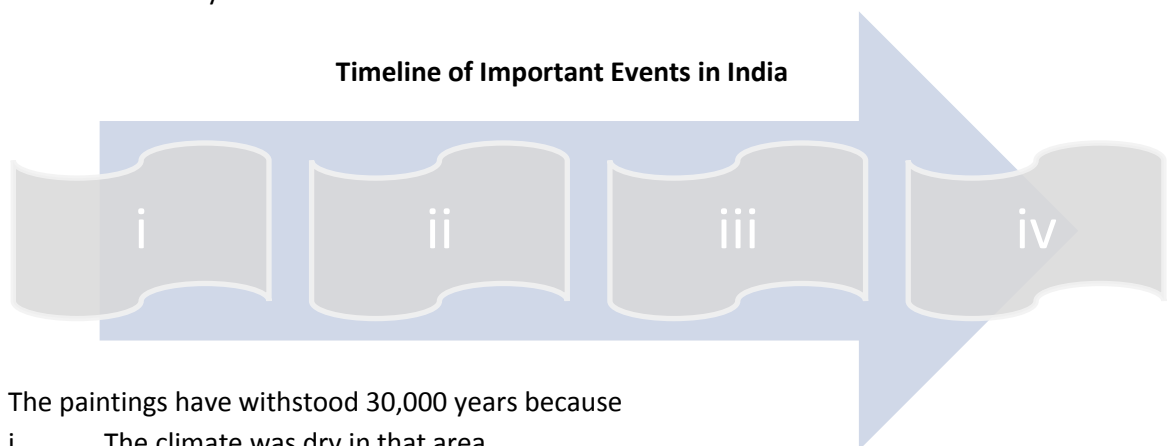 Timeline of Important Events in India
i ii iii iv
The paintings have withstood 30,000 years because
i The climate was dry in that area